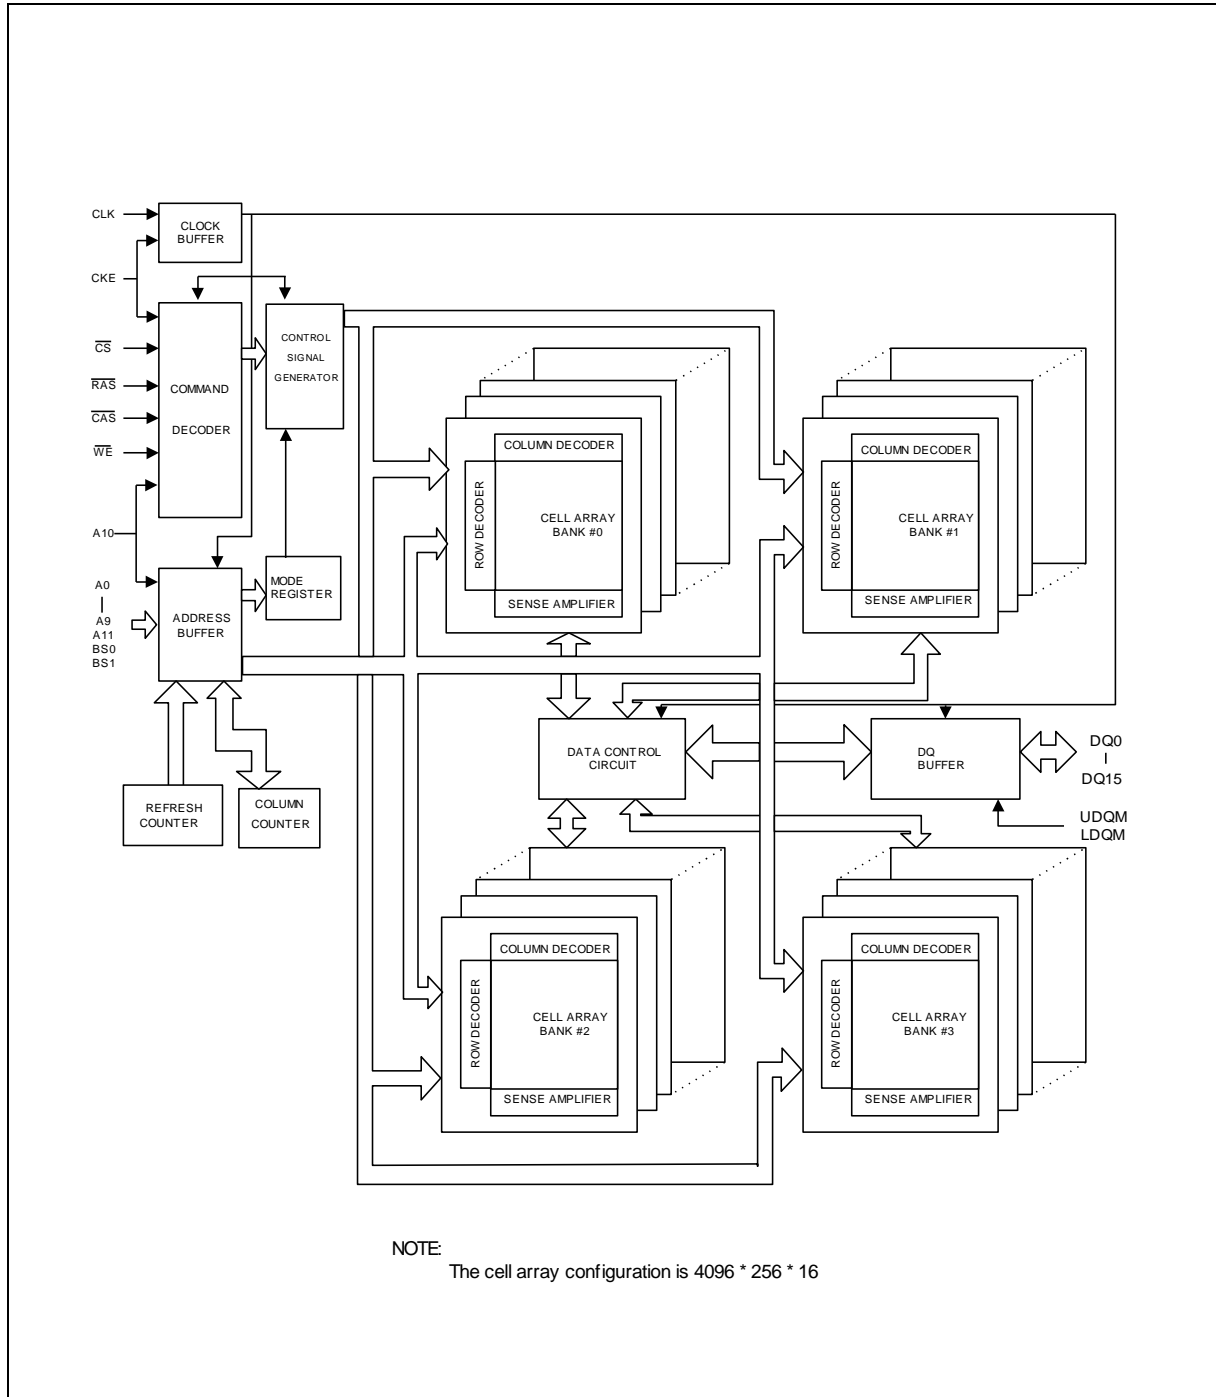 CLK
CLOCK
BUFFER
CKE
CS
RAS
CAS
WE
A10
COMMAND
DECODER
CONTROL
SIGNAL
GENERATOR
A0
A9
A11
BS0
BS1
ADDRESS
BUFFER
MODE
REGISTER
REFRESH
COUNTER
COLUMN
COUNTER
COLUMN DECODER
ROW DECODER
CELL ARRAY
BANK #0
SENSE AMPLIFIER
COLUMN DECODER
ROW DECODER
CELL ARRAY
BANK #1
SENSE AMPLIFIER
DATA CONTROL
CIRCUIT
DQ
BUFFER
DQ0
DQ15
UDQM
LDQM
COLUMN DECODER
ROW DECODER
CELL ARRAY
BANK #2
SENSE AMPLIFIER
COLUMN DECODER
ROW DECODER
CELL ARRAY
BANK #3
SENSE AMPLIFIER
NOTE:
The cell array configuration is 4096 * 256 * 16